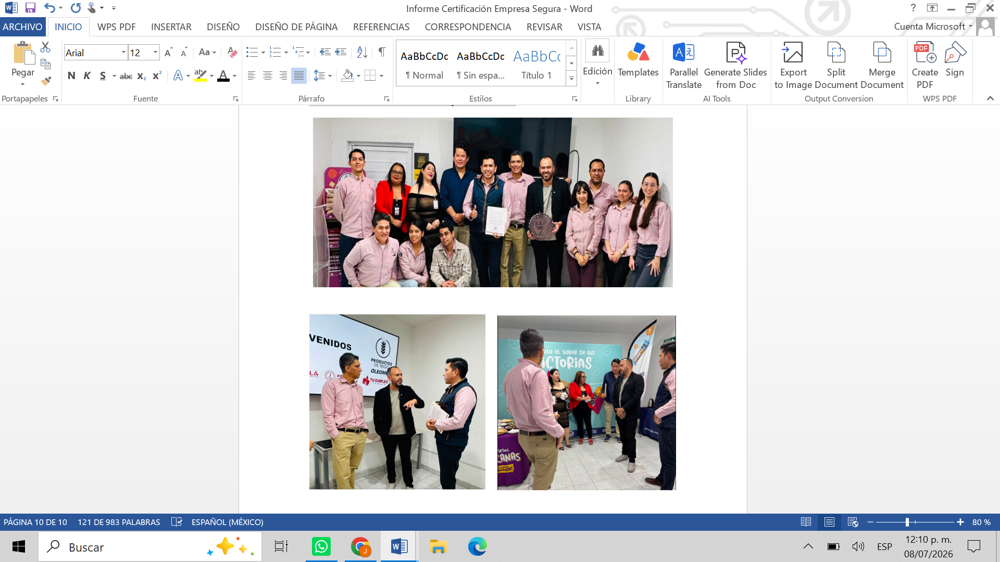 Informe Certificación Empresa Segura - Word
ARCHIVO INICIO WPS PDF INSERTAR DISEÑO DISEÑO DE PÁGINA REFERENCIAS CORRESPONDENCIA REVISAR VISTA
Cuenta Microsoft
Pegar
Portapapeles
Arial 12
Aa
N K S abc x₂ x² A ab A
Fuente
Párrafo
AaBbCcDc AaBbCcDc AaBbCc
¶ Normal ¶ Sin espa... Título 1
Estilos
Edición
Templates
Library
Parallel Translate
Generate Slides from Doc
AI Tools
Export to Image
Split Document
Merge Document
Output Conversion
Create PDF
Sign
WPS PDF
VENIDOS
PRODUCTOS
DE TRIGO
TU EMPLEO
EL SABOR DE TUS
PÁGINA 10 DE 10 121 DE 983 PALABRAS ESPAÑOL (MÉXICO)
80 %
Buscar
ESP
12:10 p. m.
08/07/2026